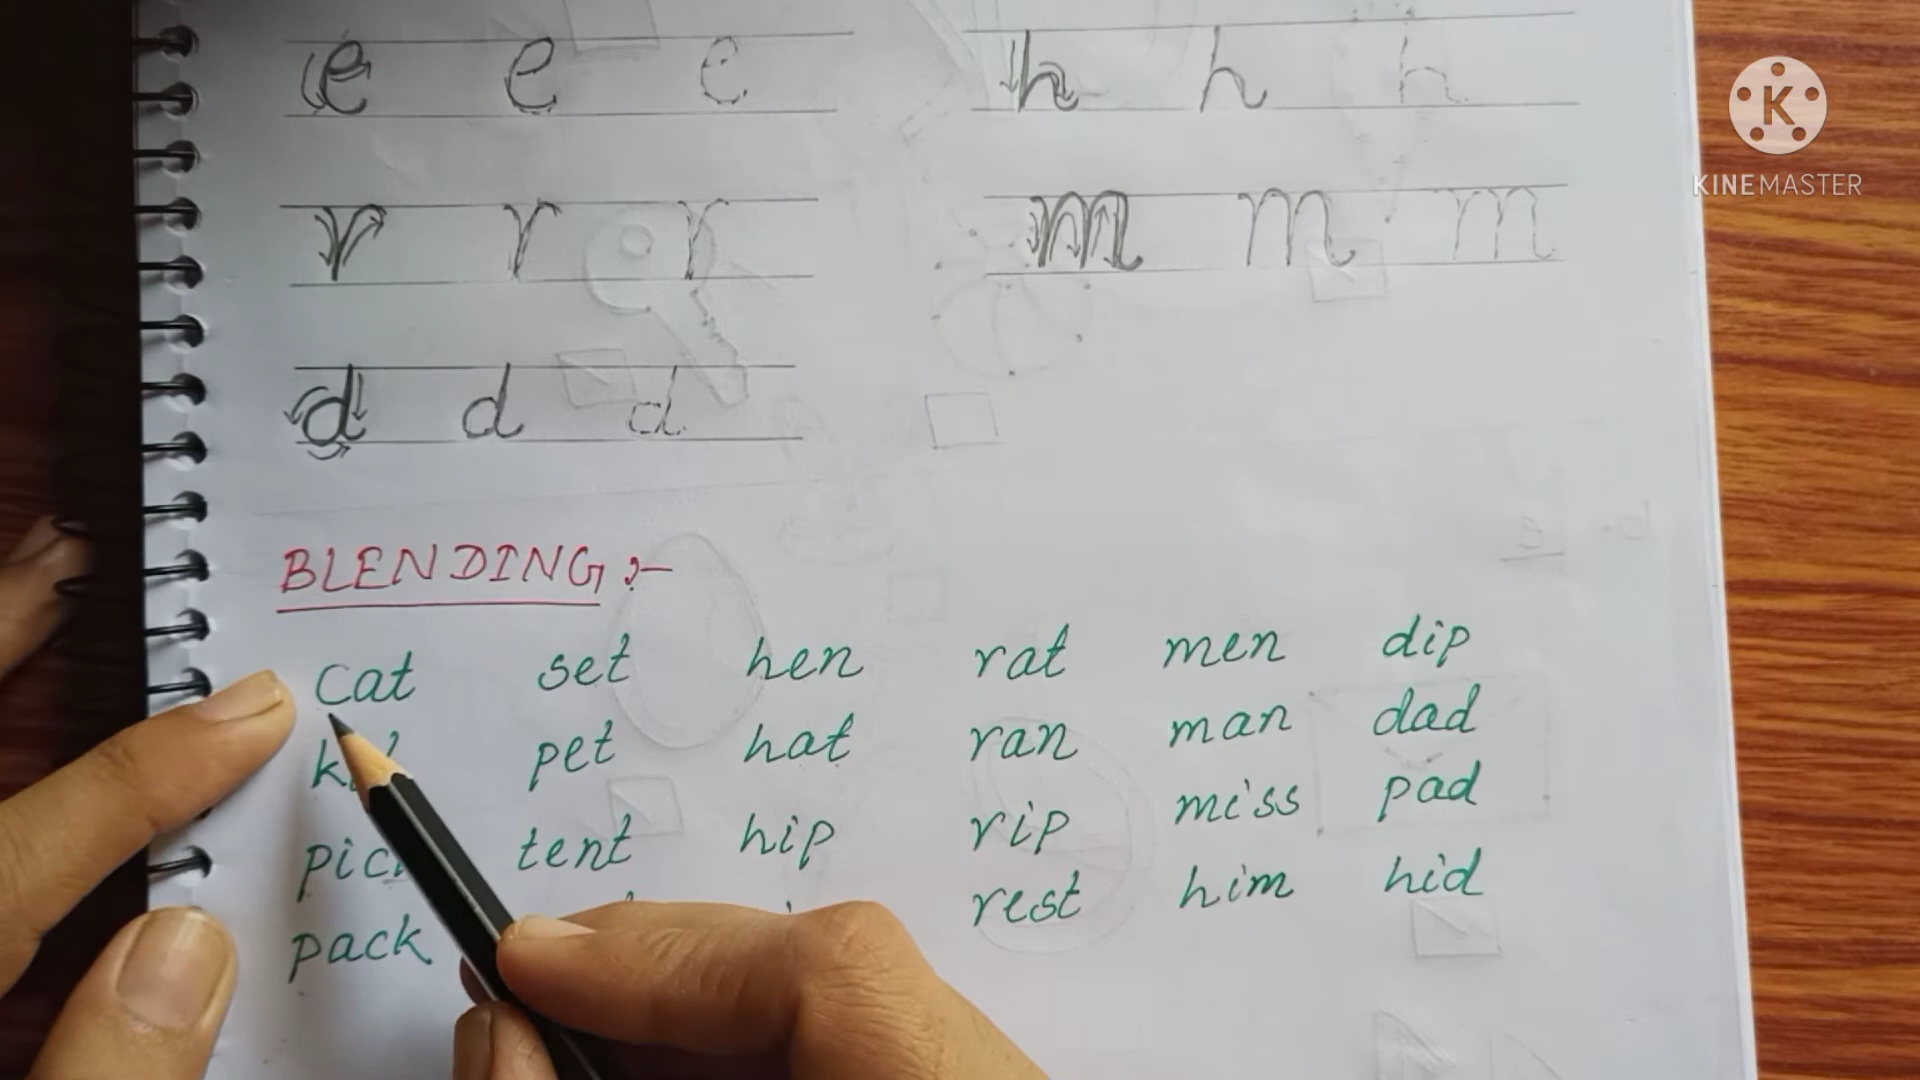 e e e h h h
r r r m m m
d d d
BLENDING :-
cat set hen rat men dip
pet hat ran man dad
tent hip rip miss pad
pack rest him hid
KINEMASTER